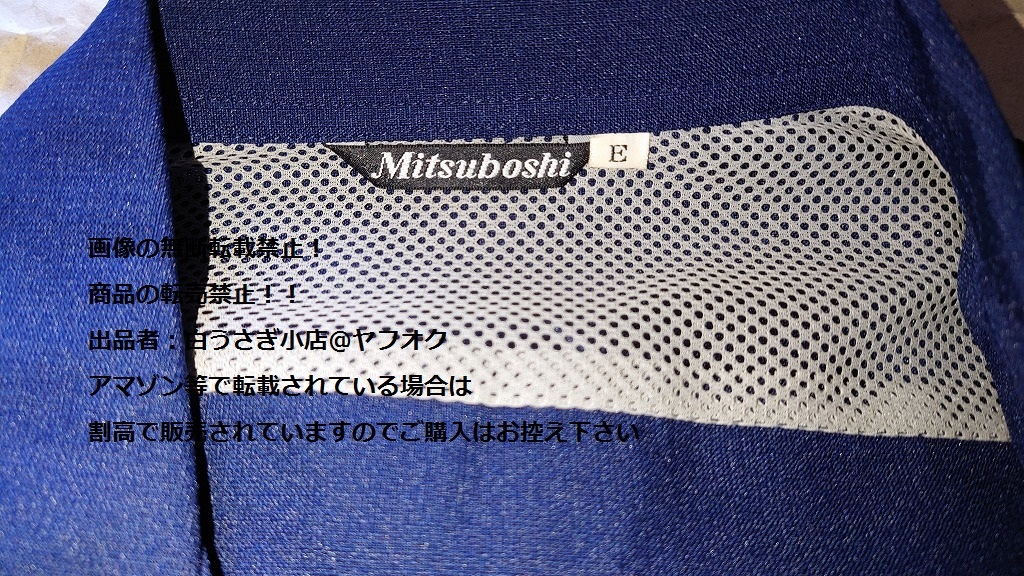 Mitsuboshi
E
画像の無断転載禁止！
商品の転売禁止！！
出品者：白うさぎ小店@ヤフオク
アマゾン等で転載されている場合は
割高で販売されていますのでご購入はお控え下さい